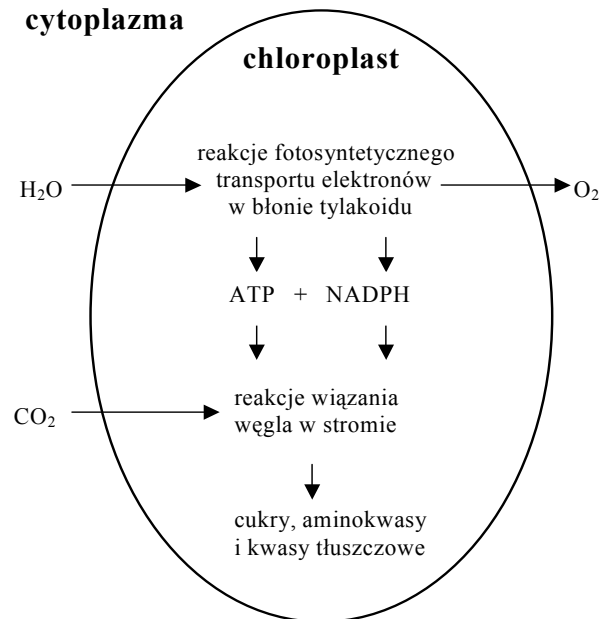 cytoplazma
chloroplast
reakcje fotosyntetycznego
transportu elektronów
w błonie tylakoidu
H₂O
O₂
ATP + NADPH
reakcje wiązania
węgla w stromie
CO₂
cukry, aminokwasy
i kwasy tłuszczowe